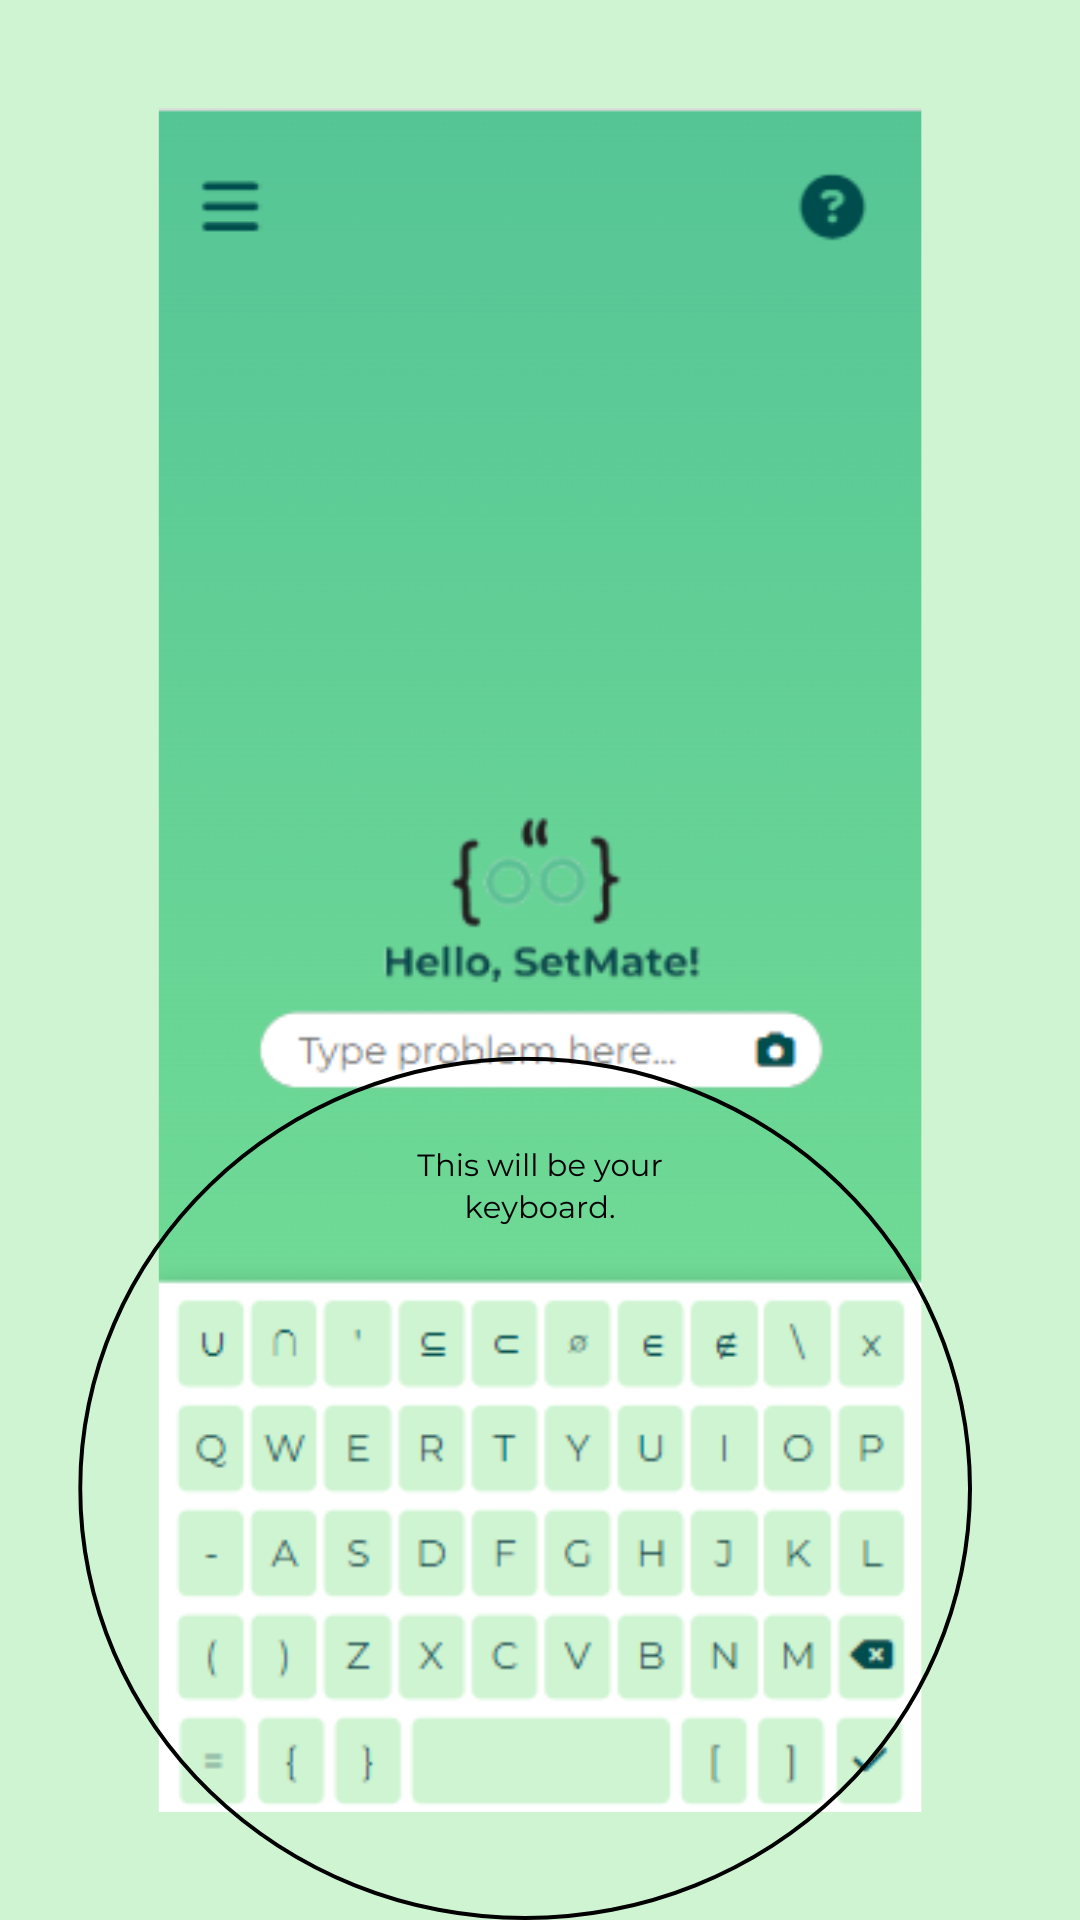 ?
{○○}
“
Hello, SetMate!
Type problem here...
This will be your
keyboard.
∪ ∩ ' ⊆ ⊂ ∅ ∈ ∉ \ x
Q W E R T Y U I O P
- A S D F G H J K L
( ) Z X C V B N M
= { } [ ]